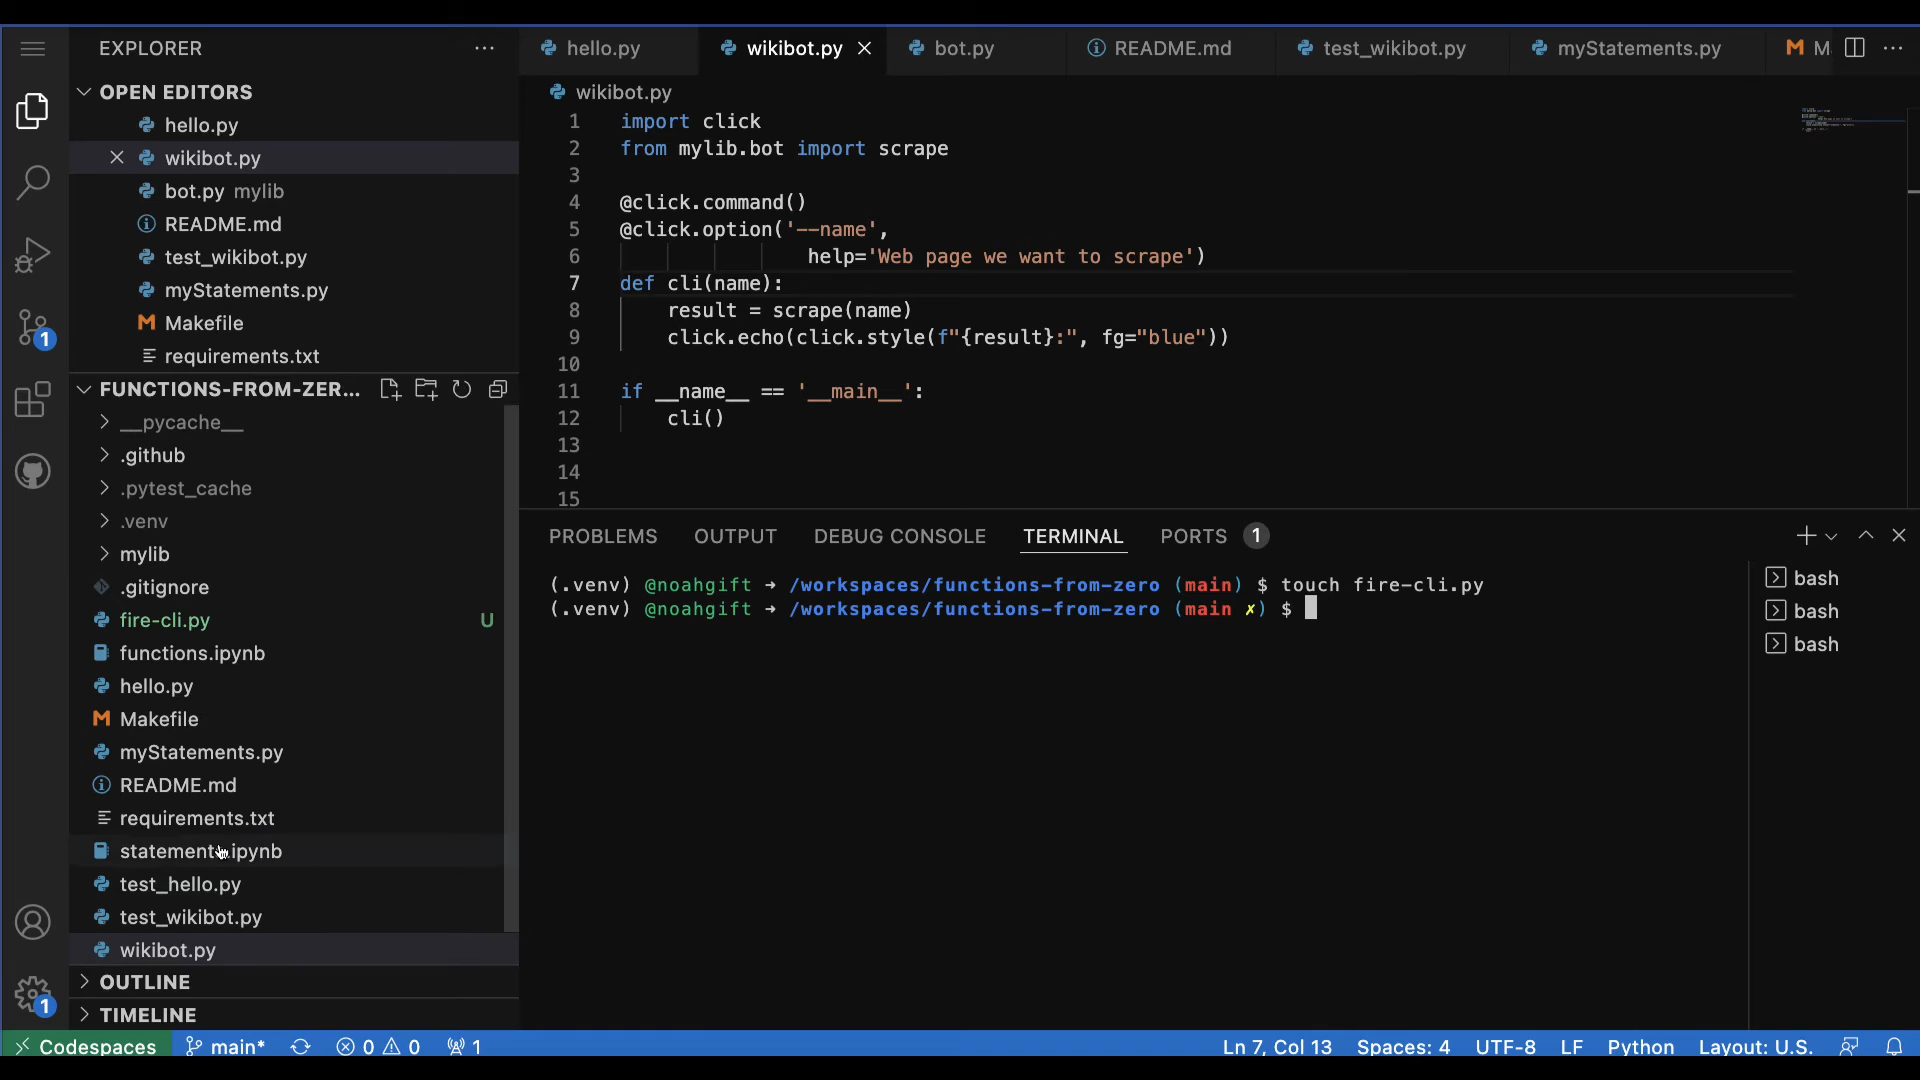 EXPLORER
OPEN EDITORS
hello.py
wikibot.py
bot.py mylib
README.md
test_wikibot.py
myStatements.py
Makefile
requirements.txt
FUNCTIONS-FROM-ZER...
__pycache__
.github
.pytest_cache
.venv
mylib
.gitignore
fire-cli.py U
functions.ipynb
hello.py
Makefile
myStatements.py
README.md
requirements.txt
statements.ipynb
test_hello.py
test_wikibot.py
wikibot.py
OUTLINE
TIMELINE
1
1
hello.py wikibot.py bot.py README.md test_wikibot.py myStatements.py M
wikibot.py
1 import click
2 from mylib.bot import scrape
3
4 @click.command()
5 @click.option('--name',
6 help='Web page we want to scrape')
7 def cli(name):
8 result = scrape(name)
9 click.echo(click.style(f"{result}:", fg="blue"))
10
11 if __name__ == '__main__':
12 cli()
13
14
15
PROBLEMS OUTPUT DEBUG CONSOLE TERMINAL PORTS 1
(.venv) @noahgift ➜ /workspaces/functions-from-zero (main) $ touch fire-cli.py
(.venv) @noahgift ➜ /workspaces/functions-from-zero (main ✗) $
bash
bash
bash
Codespaces main* 0 0 1 Ln 7, Col 13 Spaces: 4 UTF-8 LF Python Layout: U.S.